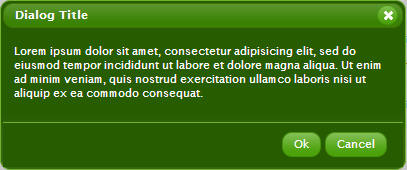 Dialog Title
Lorem ipsum dolor sit amet, consectetur adipisicing elit, sed do
eiusmod tempor incididunt ut labore et dolore magna aliqua. Ut enim
ad minim veniam, quis nostrud exercitation ullamco laboris nisi ut
aliquip ex ea commodo consequat.
Ok Cancel